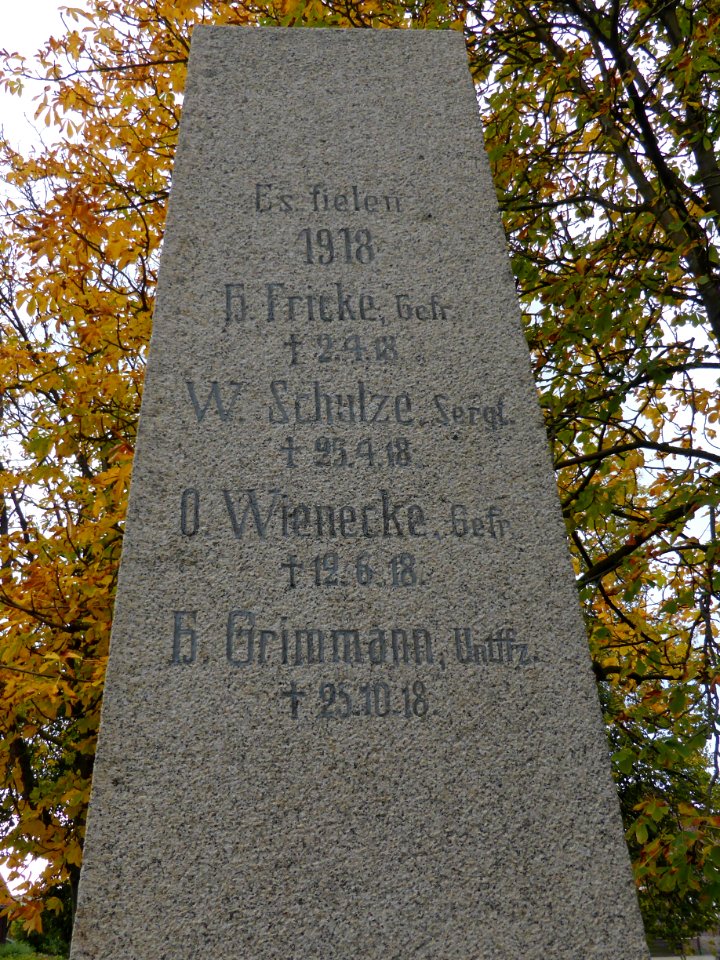 Es fielen
1918
H. Fricke, Gefr.
† 2.4.18
W. Schulze, Sergt.
† 25.4.18
O. Wienecke, Gefr.
† 12.6.18
H. Grimmann, Untffz.
† 25.10.18